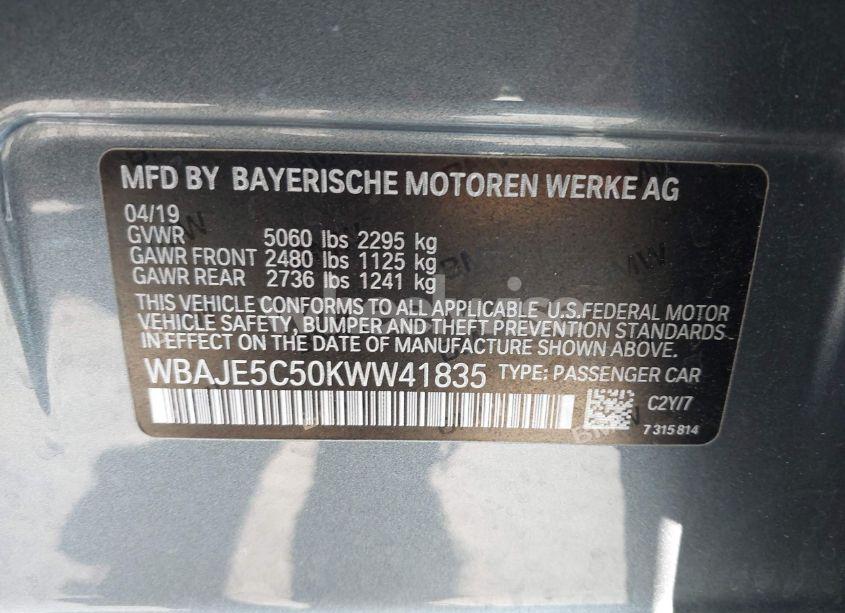 MFD BY BAYERISCHE MOTOREN WERKE AG
04/19
GVWR 5060 lbs 2295 kg
GAWR FRONT 2480 lbs 1125 kg
GAWR REAR 2736 lbs 1241 kg
THIS VEHICLE CONFORMS TO ALL APPLICABLE U.S.FEDERAL MOTOR
VEHICLE SAFETY, BUMPER AND THEFT PREVENTION STANDARDS
IN EFFECT ON THE DATE OF MANUFACTURE SHOWN ABOVE.
WBAJE5C50KWW41835 TYPE: PASSENGER CAR
C2Y/7
7 315 814